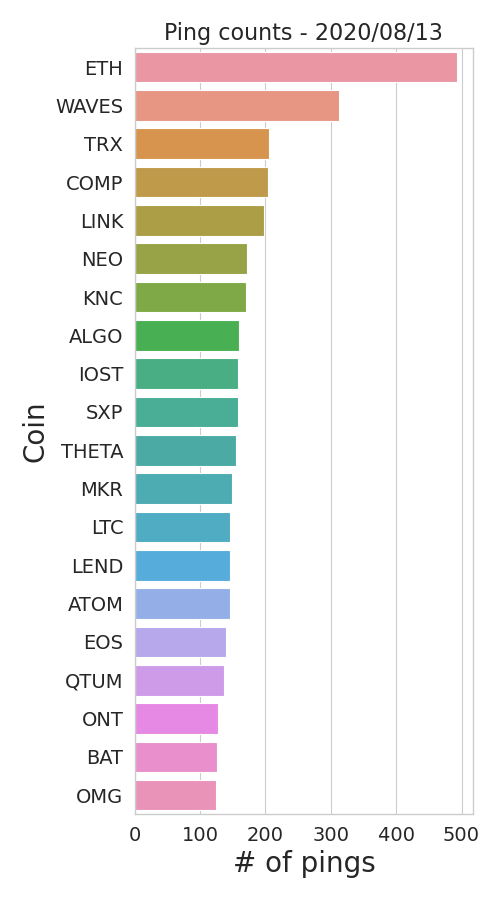 Ping counts - 2020/08/13
ETH
WAVES
TRX
COMP
LINK
NEO
KNC
ALGO
IOST
SXP
THETA
MKR
LTC
LEND
ATOM
EOS
QTUM
ONT
BAT
OMG
Coin
0 100 200 300 400 500
# of pings